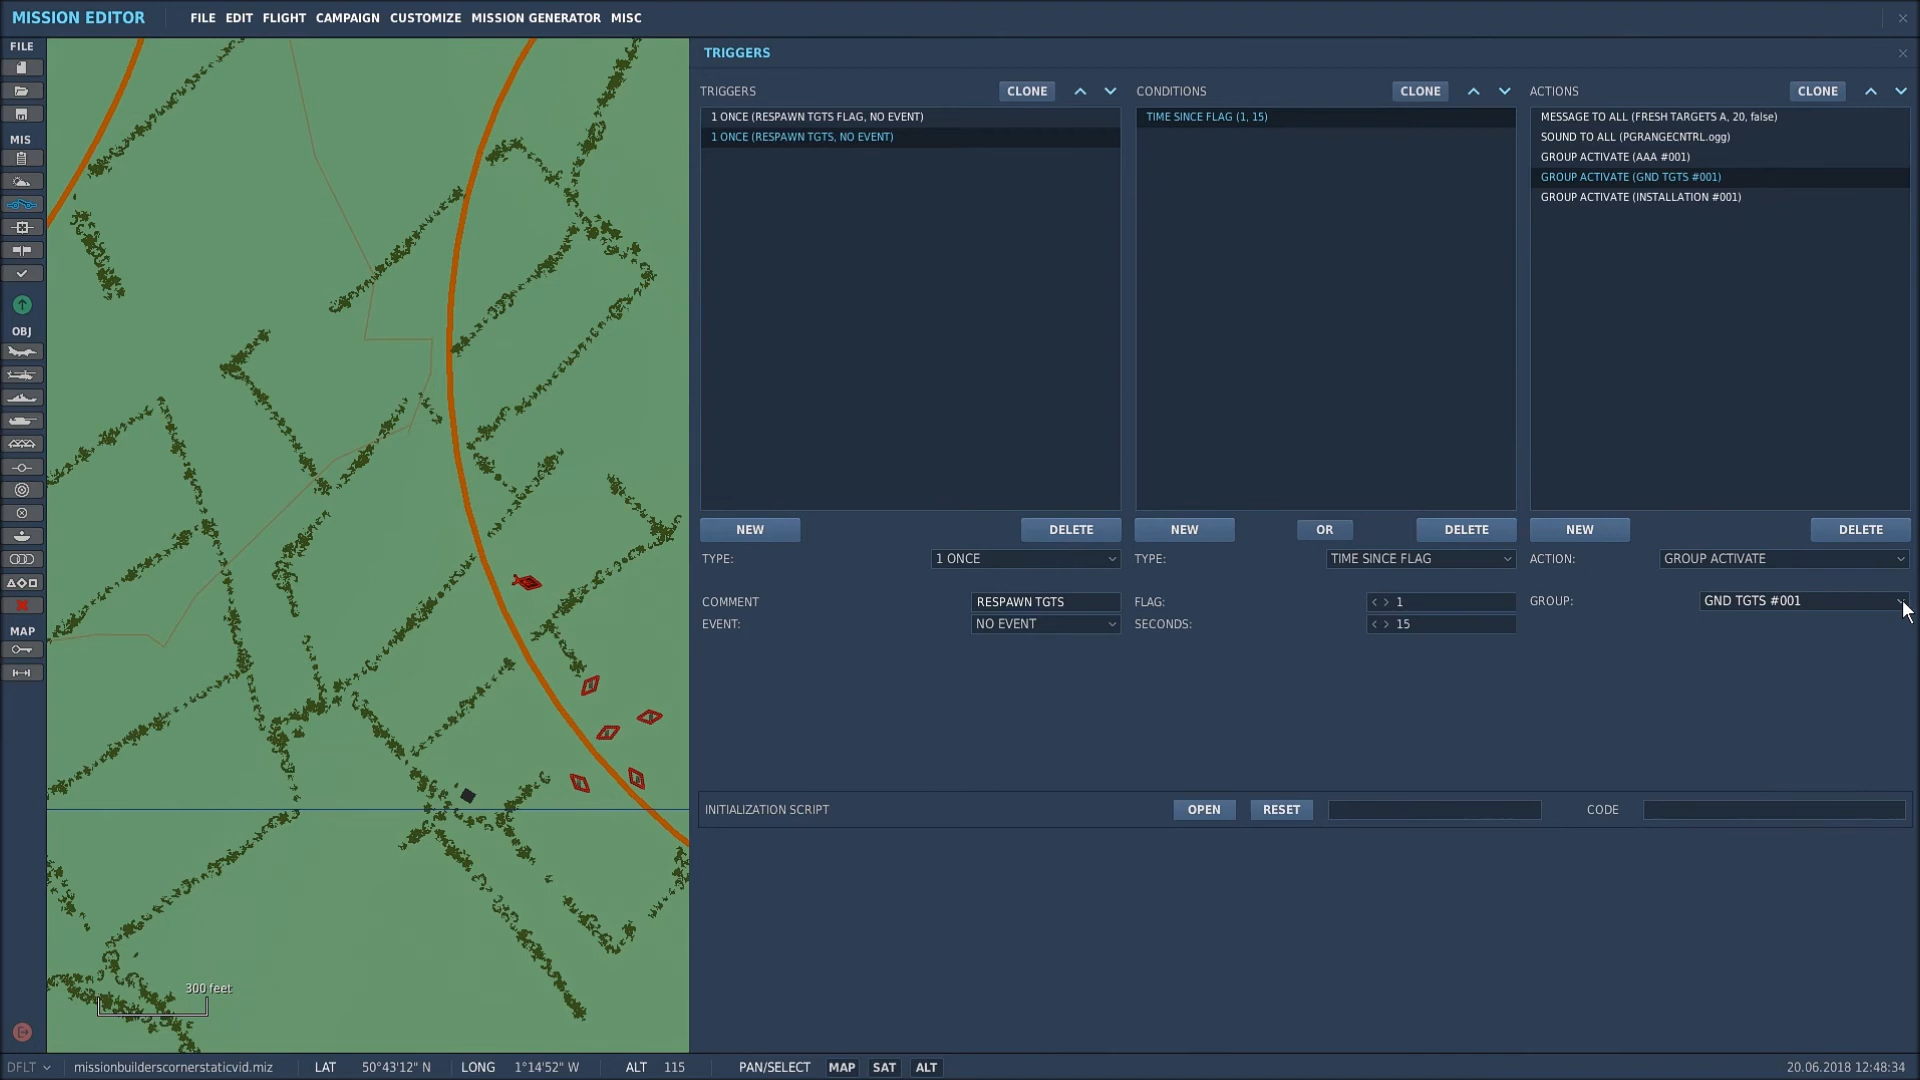 MISSION EDITOR FILE EDIT FLIGHT CAMPAIGN CUSTOMIZE MISSION GENERATOR MISC
FILE
MIS
OBJ
MAP
300 feet
TRIGGERS
TRIGGERS CLONE
1 ONCE (RESPAWN TGTS FLAG, NO EVENT)
1 ONCE (RESPAWN TGTS, NO EVENT)
NEW DELETE
TYPE: 1 ONCE
COMMENT RESPAWN TGTS
EVENT: NO EVENT
CONDITIONS CLONE
TIME SINCE FLAG (1, 15)
NEW OR DELETE
TYPE: TIME SINCE FLAG
FLAG: < > 1
SECONDS: < > 15
ACTIONS CLONE
MESSAGE TO ALL (FRESH TARGETS A, 20, false)
SOUND TO ALL (PGRANGECNTRL.ogg)
GROUP ACTIVATE (AAA #001)
GROUP ACTIVATE (GND TGTS #001)
GROUP ACTIVATE (INSTALLATION #001)
NEW DELETE
ACTION: GROUP ACTIVATE
GROUP: GND TGTS #001
INITIALIZATION SCRIPT OPEN RESET CODE
DFLT missionbuilderscornerstaticvid.miz LAT 50°43'12" N LONG 1°14'52" W ALT 115 PAN/SELECT MAP SAT ALT 20.06.2018 12:48:34